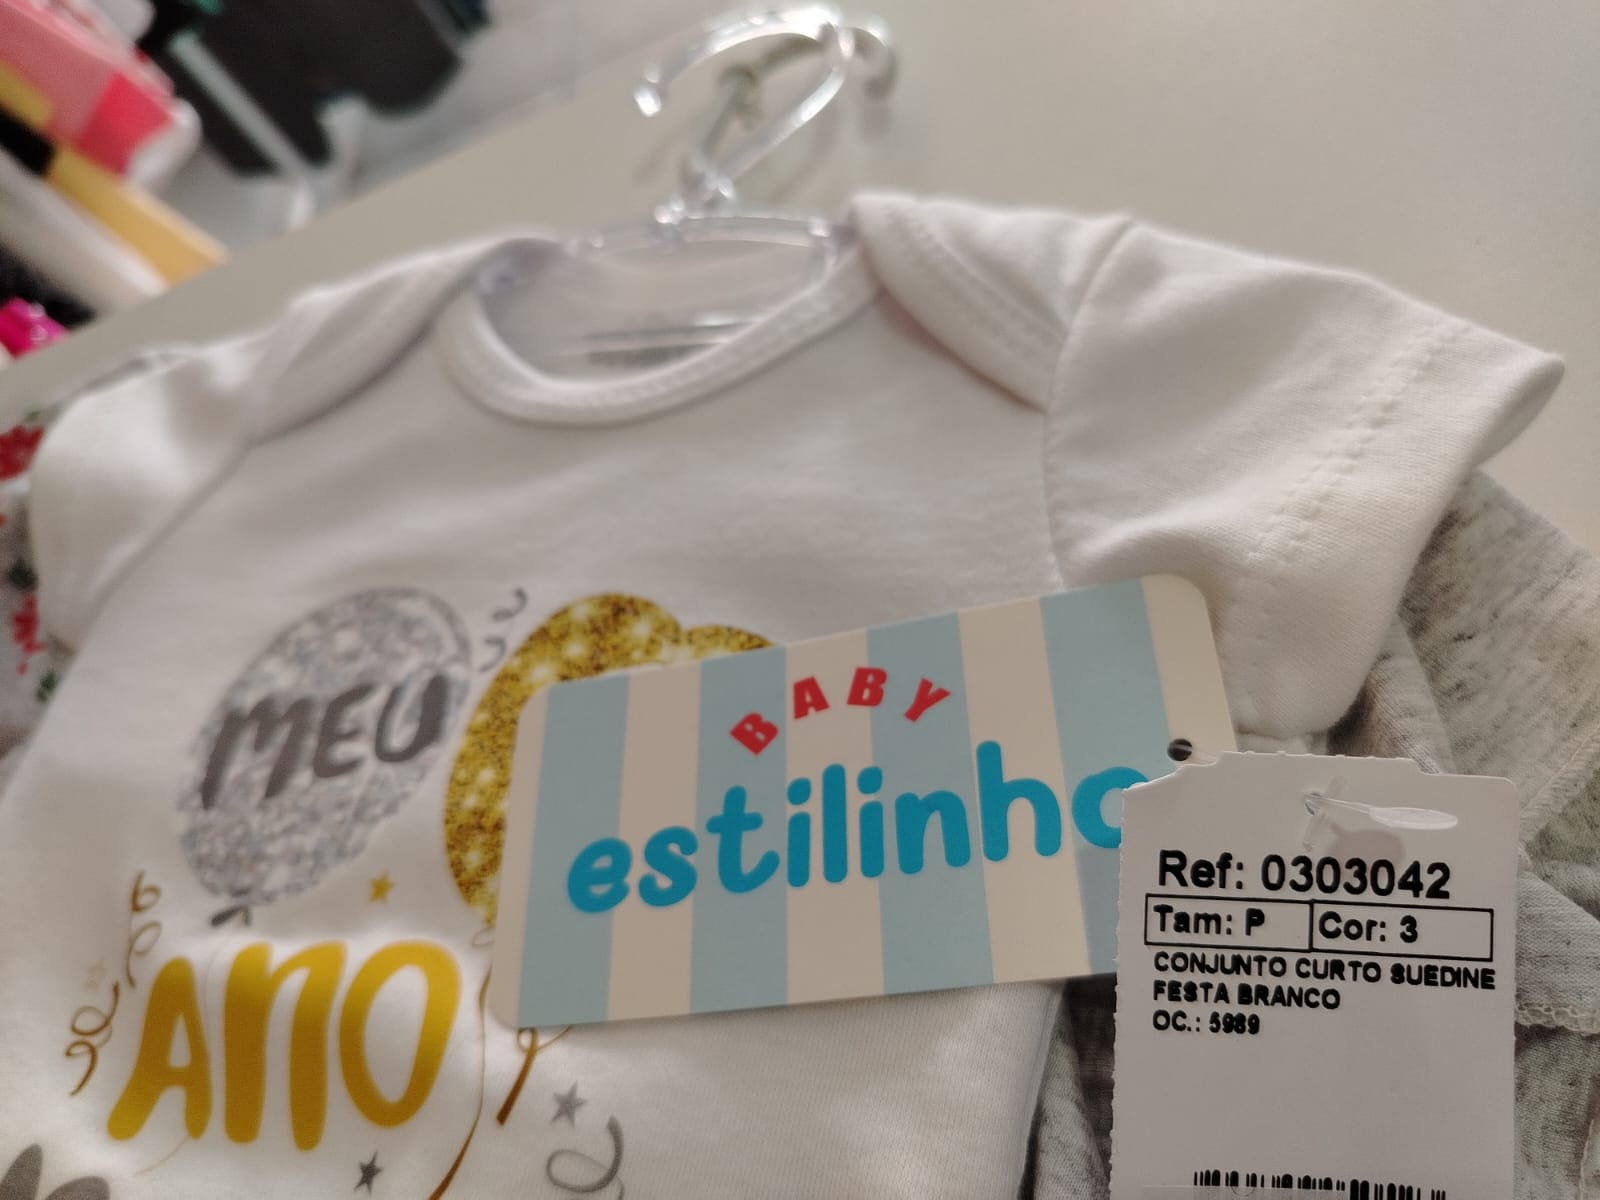 MEU
ANO
BABY
estilinho
Ref: 0303042
Tam: P
Cor: 3
CONJUNTO CURTO SUEDINE
FESTA BRANCO
OC.: 5989